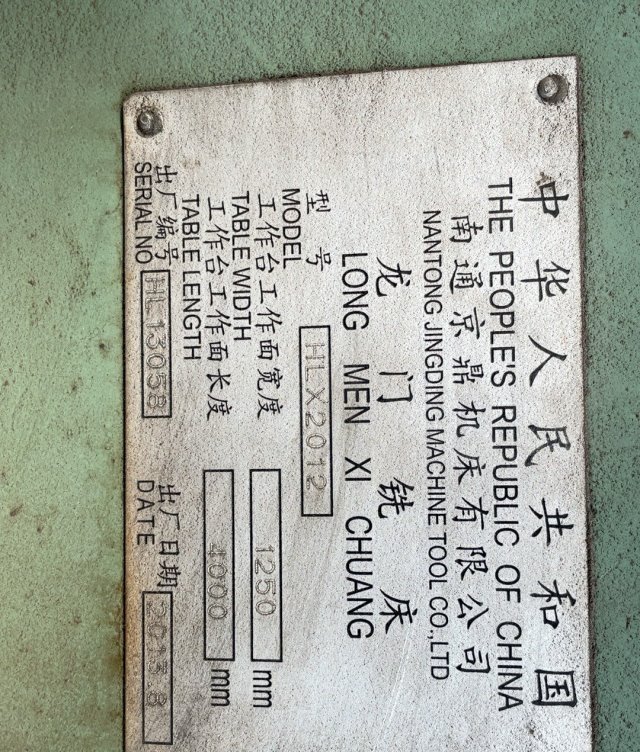 中华人民共和国
THE PEOPLE'S REPUBLIC OF CHINA
南通京鼎机床有限公司
NANTONG JINGDING MACHINE TOOL CO.,LTD
龙门铣床
LONG MEN XI CHUANG
型号
MODEL HLX2012
工作台工作面宽度
TABLE WIDTH 1250 mm
工作台工作面长度
TABLE LENGTH 4000 mm
出厂编号 出厂日期
SERIAL NO HL13058 DATE 2013.8